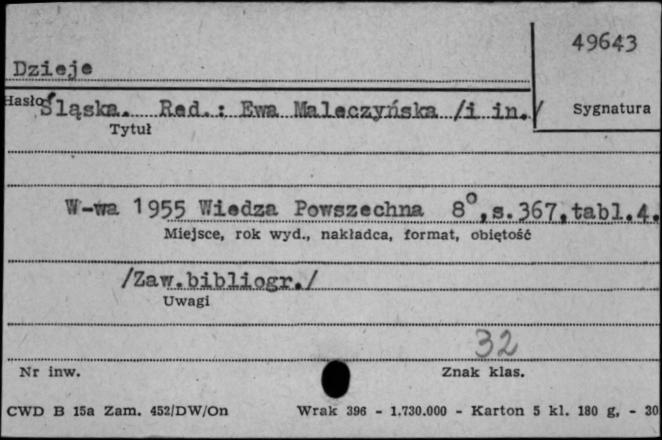 49643
Dzieje
Hasło
Śląska. Red.: Ewa Maleczyńska /i in./
Sygnatura
Tytuł
W-wa 1955 Wiedza Powszechna 8°, s.367, tabl.4.
Miejsce, rok wyd., nakładca, format, obiętość
/Zaw.bibliogr./
Uwagi
32
Nr inw.
Znak klas.
CWD B 15a Zam. 452/DW/On Wrak 396 - 1.730.000 - Karton 5 kl. 180 g, - 30